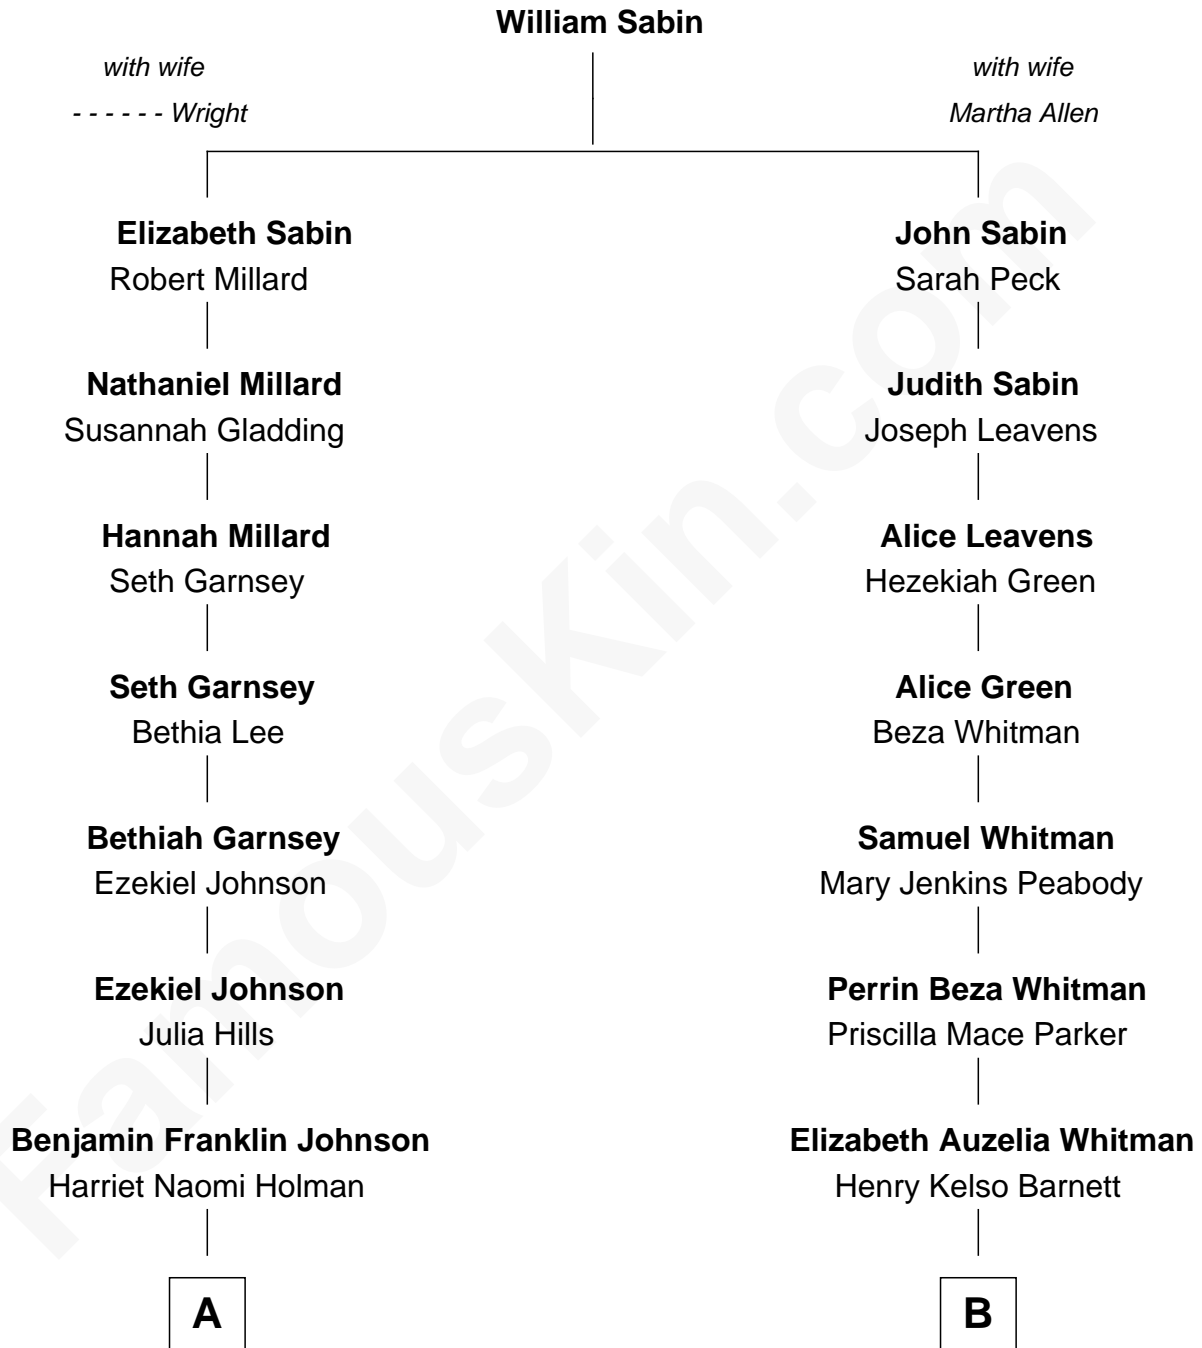 William Sabin
with wife
with wife
- - - - - - Wright
Martha Allen
Elizabeth Sabin
John Sabin
Robert Millard
Sarah Peck
Nathaniel Millard
Judith Sabin
Susannah Gladding
Joseph Leavens
Hannah Millard
Alice Leavens
Seth Garnsey
Hezekiah Green
Seth Garnsey
Alice Green
Bethia Lee
Beza Whitman
Bethiah Garnsey
Samuel Whitman
Ezekiel Johnson
Mary Jenkins Peabody
Ezekiel Johnson
Perrin Beza Whitman
Julia Hills
Priscilla Mace Parker
Benjamin Franklin Johnson
Elizabeth Auzelia Whitman
Harriet Naomi Holman
Henry Kelso Barnett
A
B
FamousKin.com